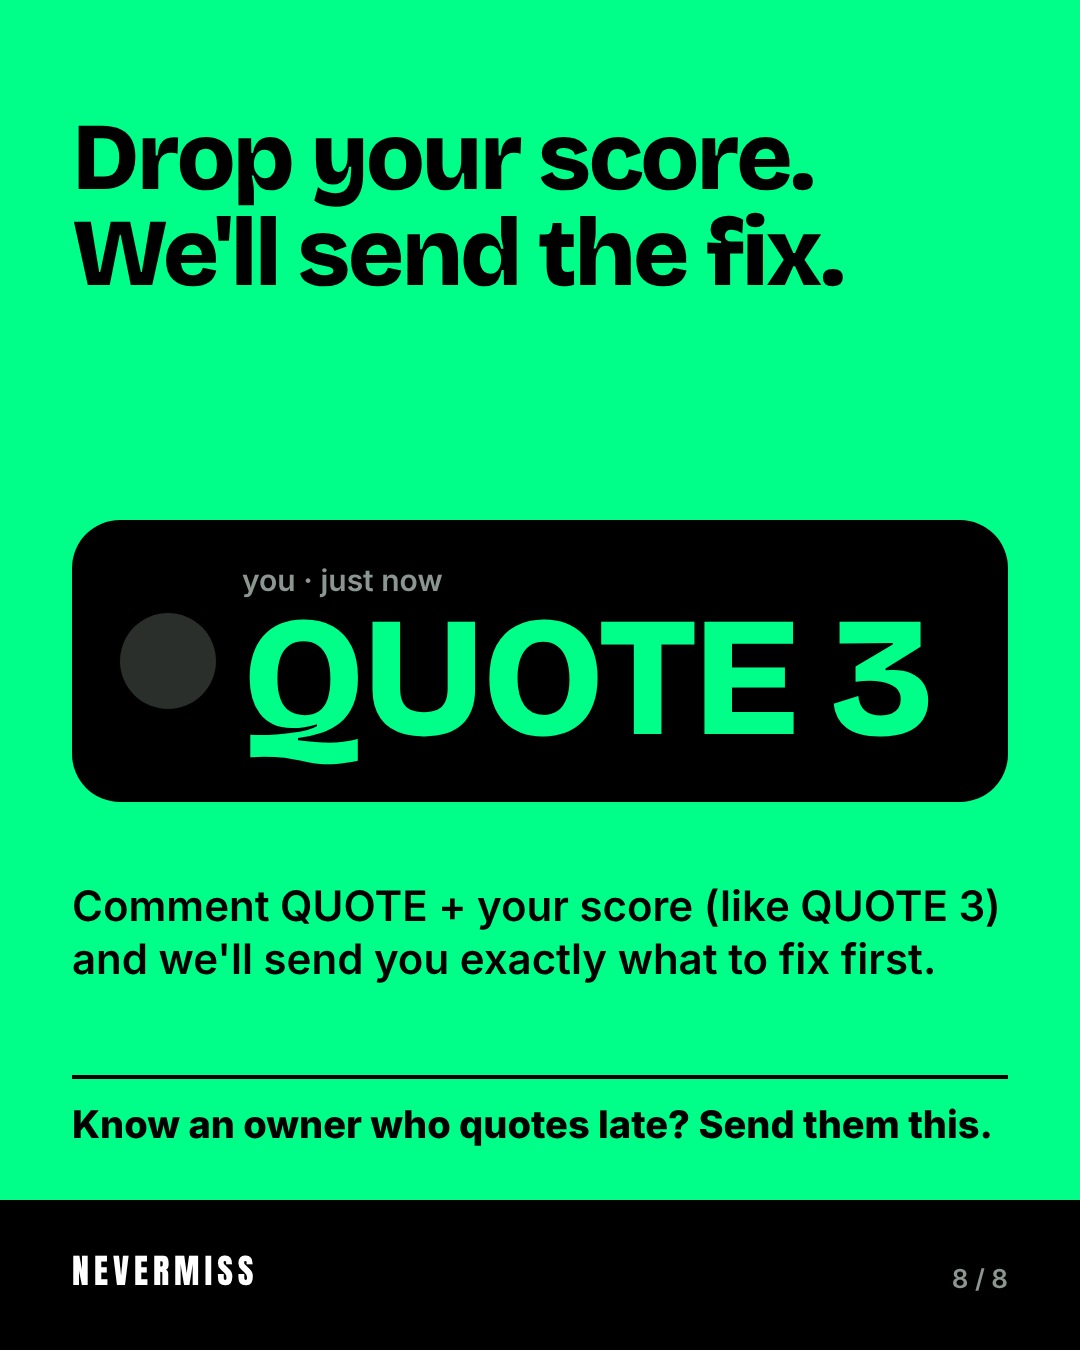 Drop your score.
We'll send the fix.
you · just now
QUOTE 3
Comment QUOTE + your score (like QUOTE 3)
and we'll send you exactly what to fix first.
Know an owner who quotes late? Send them this.
NEVERMISS
8 / 8